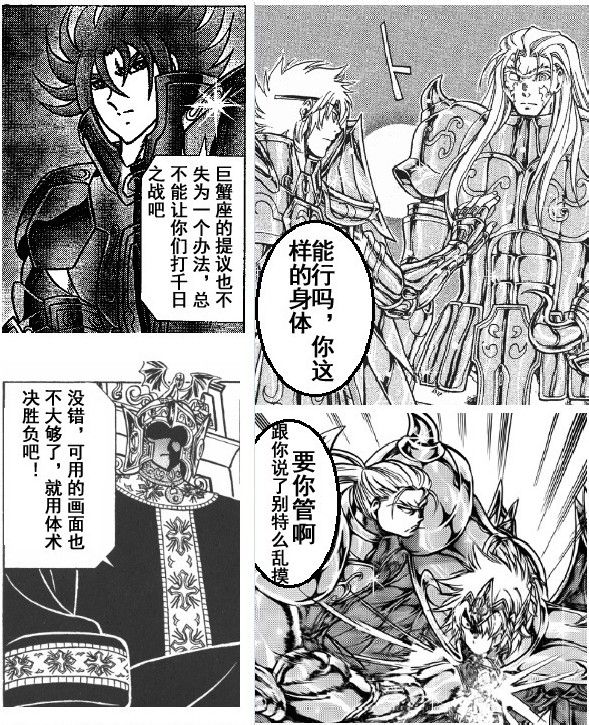 巨蟹座的提议也不
失为一个办法，总
不能让你们打千日
之战吧
ト
能行吗，你这
样的身体
没错，可用的画面也
不大够了，就用体术
决胜负吧！
要你管啊
跟你说了别特么乱摸